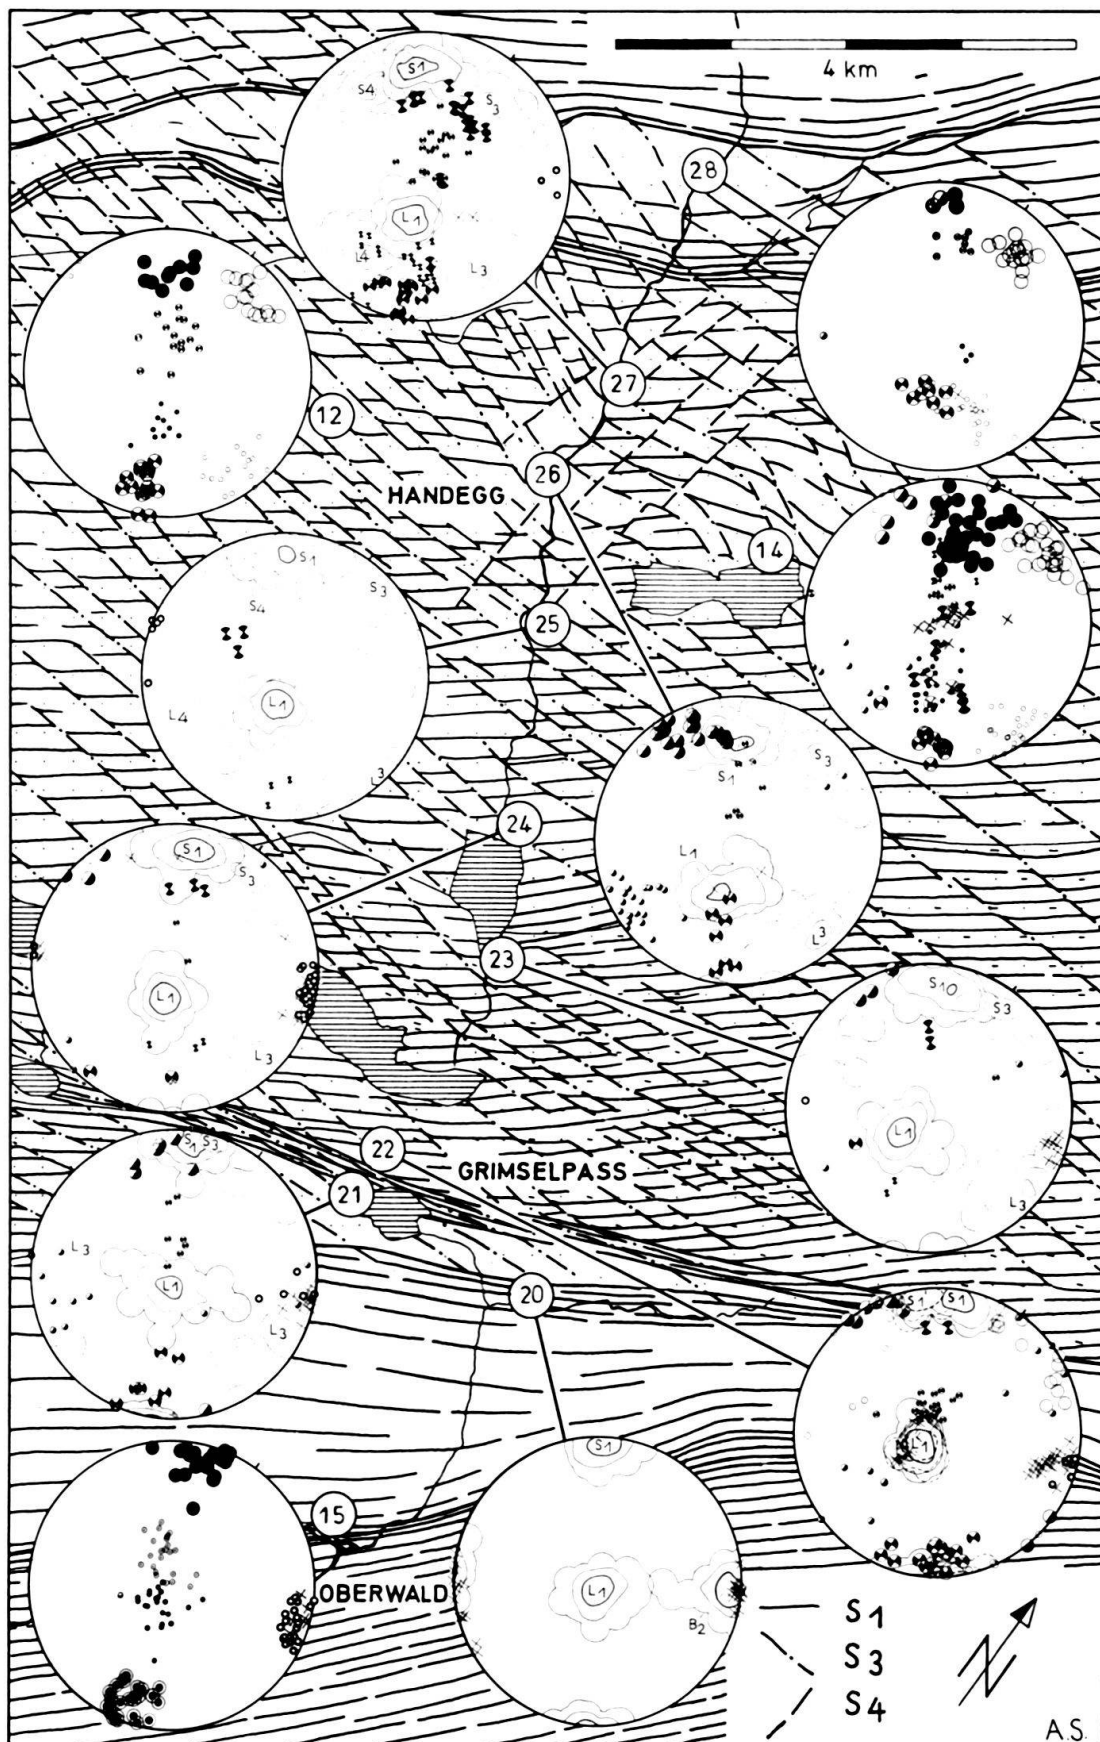 4 km
S1
S4
S3
L1
L4
L3
28
27
12
26
HANDEGG
14
S1
S3
S4
25
L1
L4
L3
S3
S1
24
L1
L3
S1
S3
23
S10
S3
L1
L3
L1
L3
22
GRIMSELPASS
21
S1
S3
L3
L1
L3
20
S1
S1
L1
15
S1
OBERWALD
L1
B2
S1
S3
S4
N
A.S.